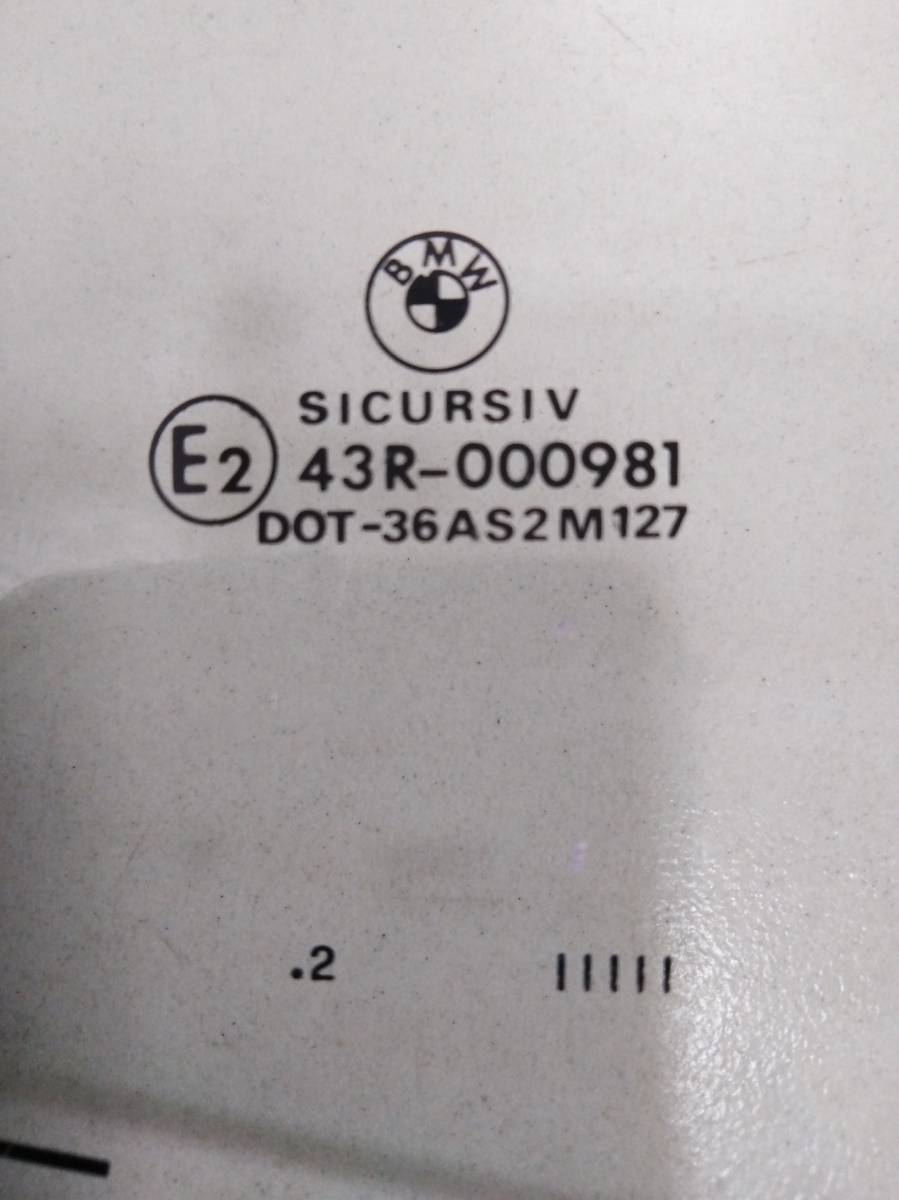 BMW
SICURSIV
E2 43R-000981
DOT-36AS2M127
.2 IIIII